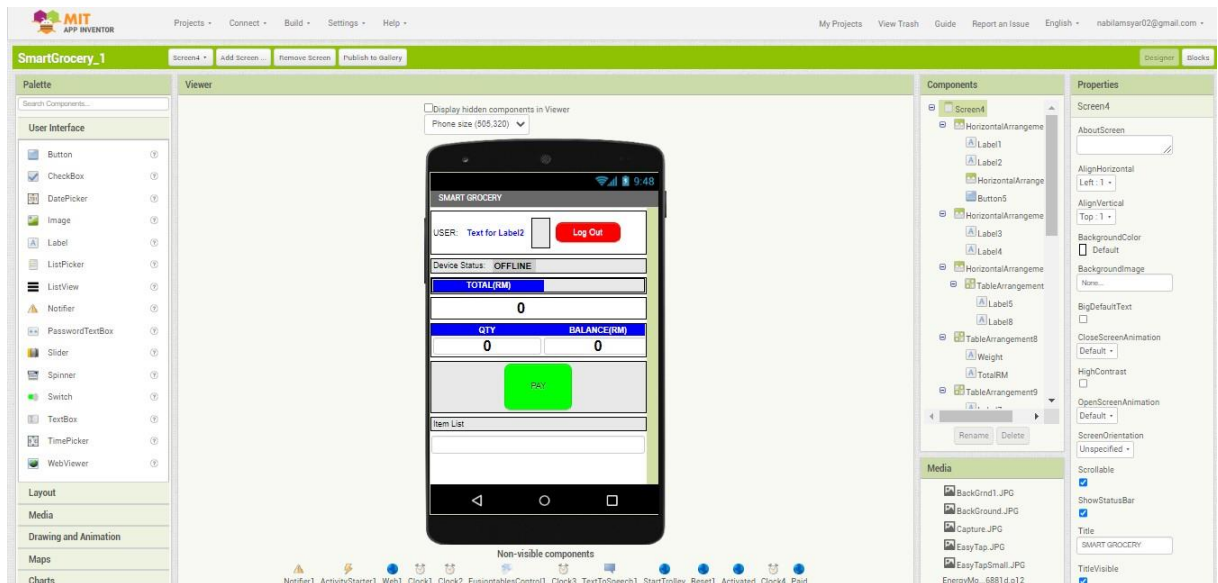 MIT
APP INVENTOR
Projects Connect Build Settings Help
My Projects View Trash Guide Report an Issue English nabilamsyar02@gmail.com
SmartGrocery_1
Screen4 Add Screen ... Remove Screen Publish to Gallery
Designer Blocks
Palette
Search Components...
User Interface
Button
CheckBox
DatePicker
Image
Label
ListPicker
ListView
Notifier
PasswordTextBox
Slider
Spinner
Switch
TextBox
TimePicker
WebViewer
Layout
Media
Drawing and Animation
Maps
Charts
Viewer
Display hidden components in Viewer
Phone size (505,320)
9:48
SMART GROCERY
USER: Text for Label2 Log Out
Device Status: OFFLINE
TOTAL(RM)
0
QTY BALANCE(RM)
0 0
PAY
Item List
Non-visible components
Notifier1 ActivityStarter1 Web1 Clock1 Clock2 FusiontablesControl1 Clock3 TextToSpeech1 StartTrolley Reset1 Activated Clock4 Paid
Components
Screen4
HorizontalArrangeme
Label1
Label2
HorizontalArrange
Button5
HorizontalArrangeme
Label3
Label4
HorizontalArrangeme
TableArrangement
Label5
Label8
TableArrangement8
Weight
TotalRM
TableArrangement9
Rename Delete
Media
BackGrnd1.JPG
BackGround.JPG
Capture.JPG
EasyTap.JPG
EasyTapSmall.JPG
EnergyMo...6881d.p12
Properties
Screen4
AboutScreen
AlignHorizontal
Left : 1
AlignVertical
Top : 1
BackgroundColor
Default
BackgroundImage
None...
BigDefaultText
CloseScreenAnimation
Default
HighContrast
OpenScreenAnimation
Default
ScreenOrientation
Unspecified
Scrollable
ShowStatusBar
Title
SMART GROCERY
TitleVisible